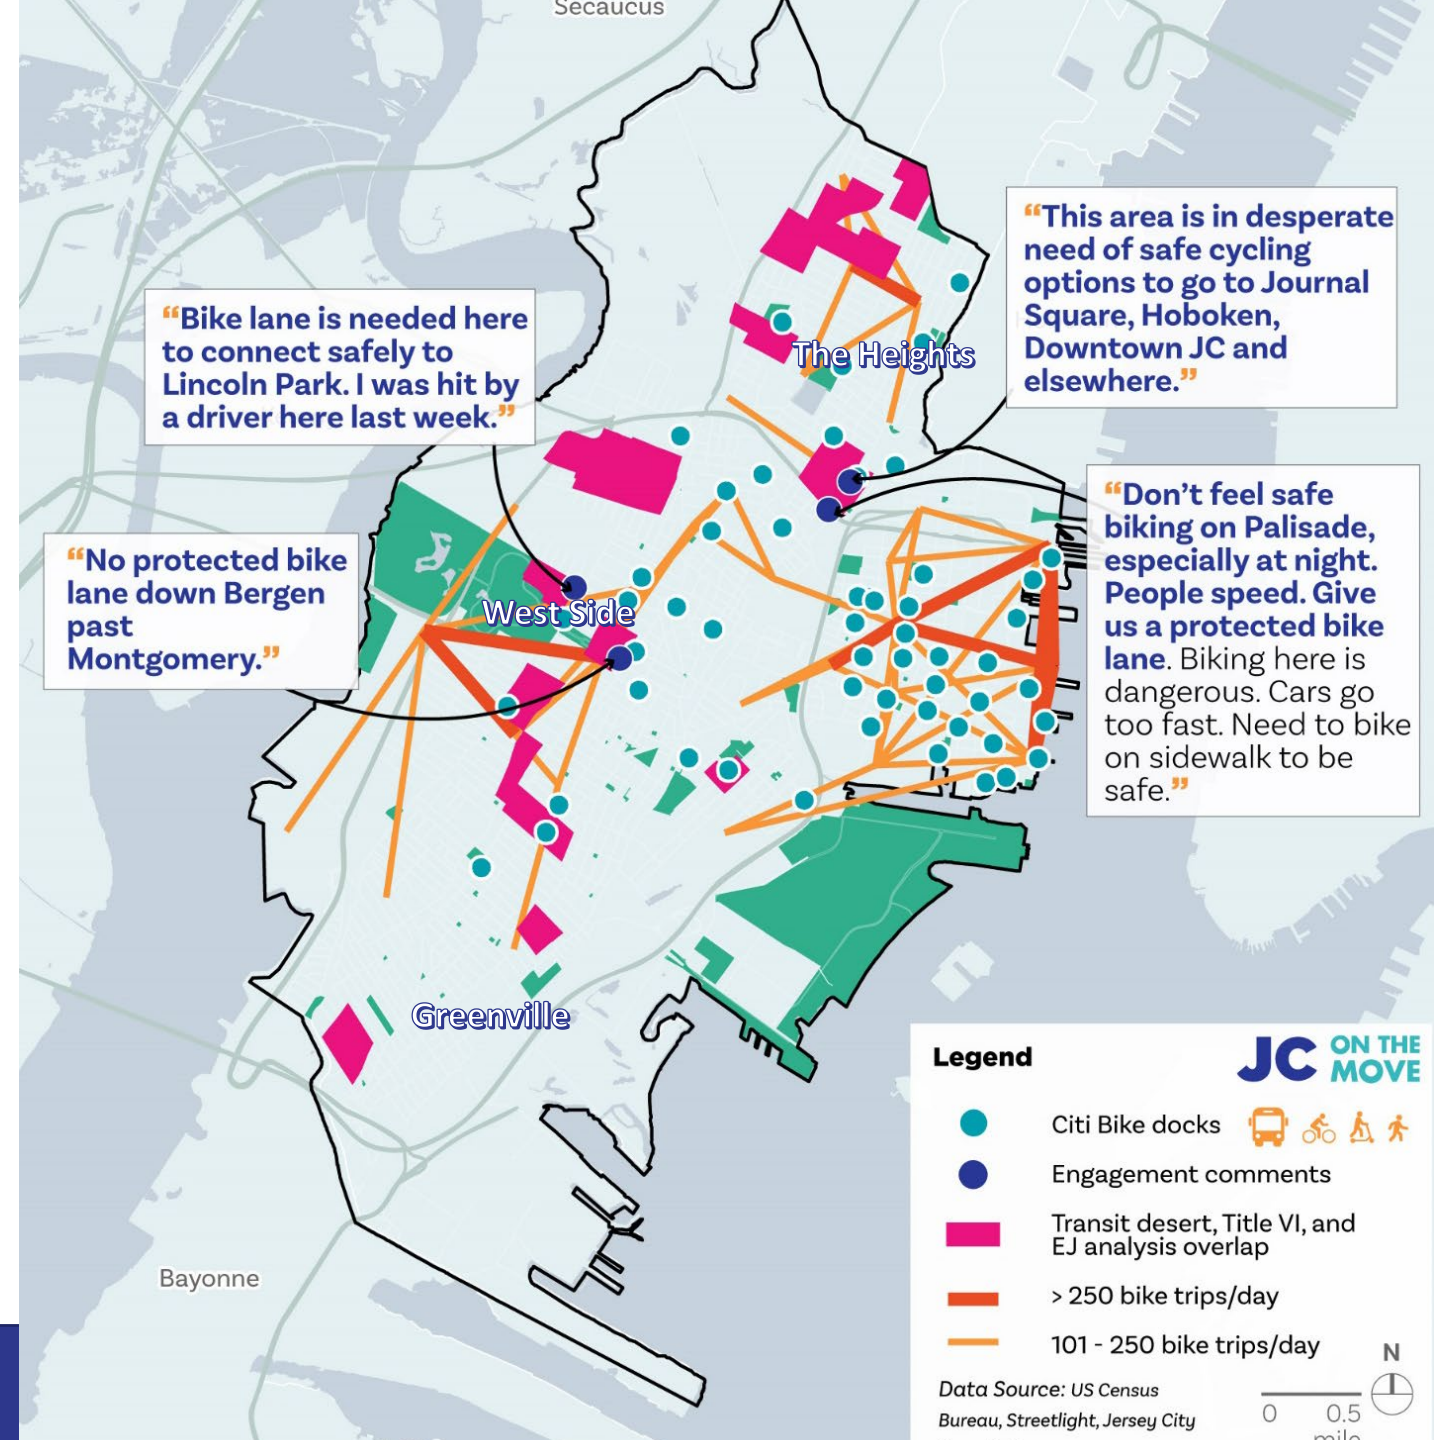 Secaucus
“This area is in desperate
need of safe cycling
options to go to Journal
Square, Hoboken,
Downtown JC and
elsewhere.”
“Bike lane is needed here
to connect safely to
Lincoln Park. I was hit by
a driver here last week.”
The Heights
“Don’t feel safe
biking on Palisade,
especially at night.
People speed. Give
us a protected bike
lane. Biking here is
dangerous. Cars go
too fast. Need to bike
on sidewalk to be
safe.”
“No protected bike
lane down Bergen
past
Montgomery.”
West Side
Greenville
Bayonne
Legend
JC ON THE
MOVE
Citi Bike docks
Engagement comments
Transit desert, Title VI, and
EJ analysis overlap
> 250 bike trips/day
101 - 250 bike trips/day
N
Data Source: US Census
Bureau, Streetlight, Jersey City
0 0.5
mile